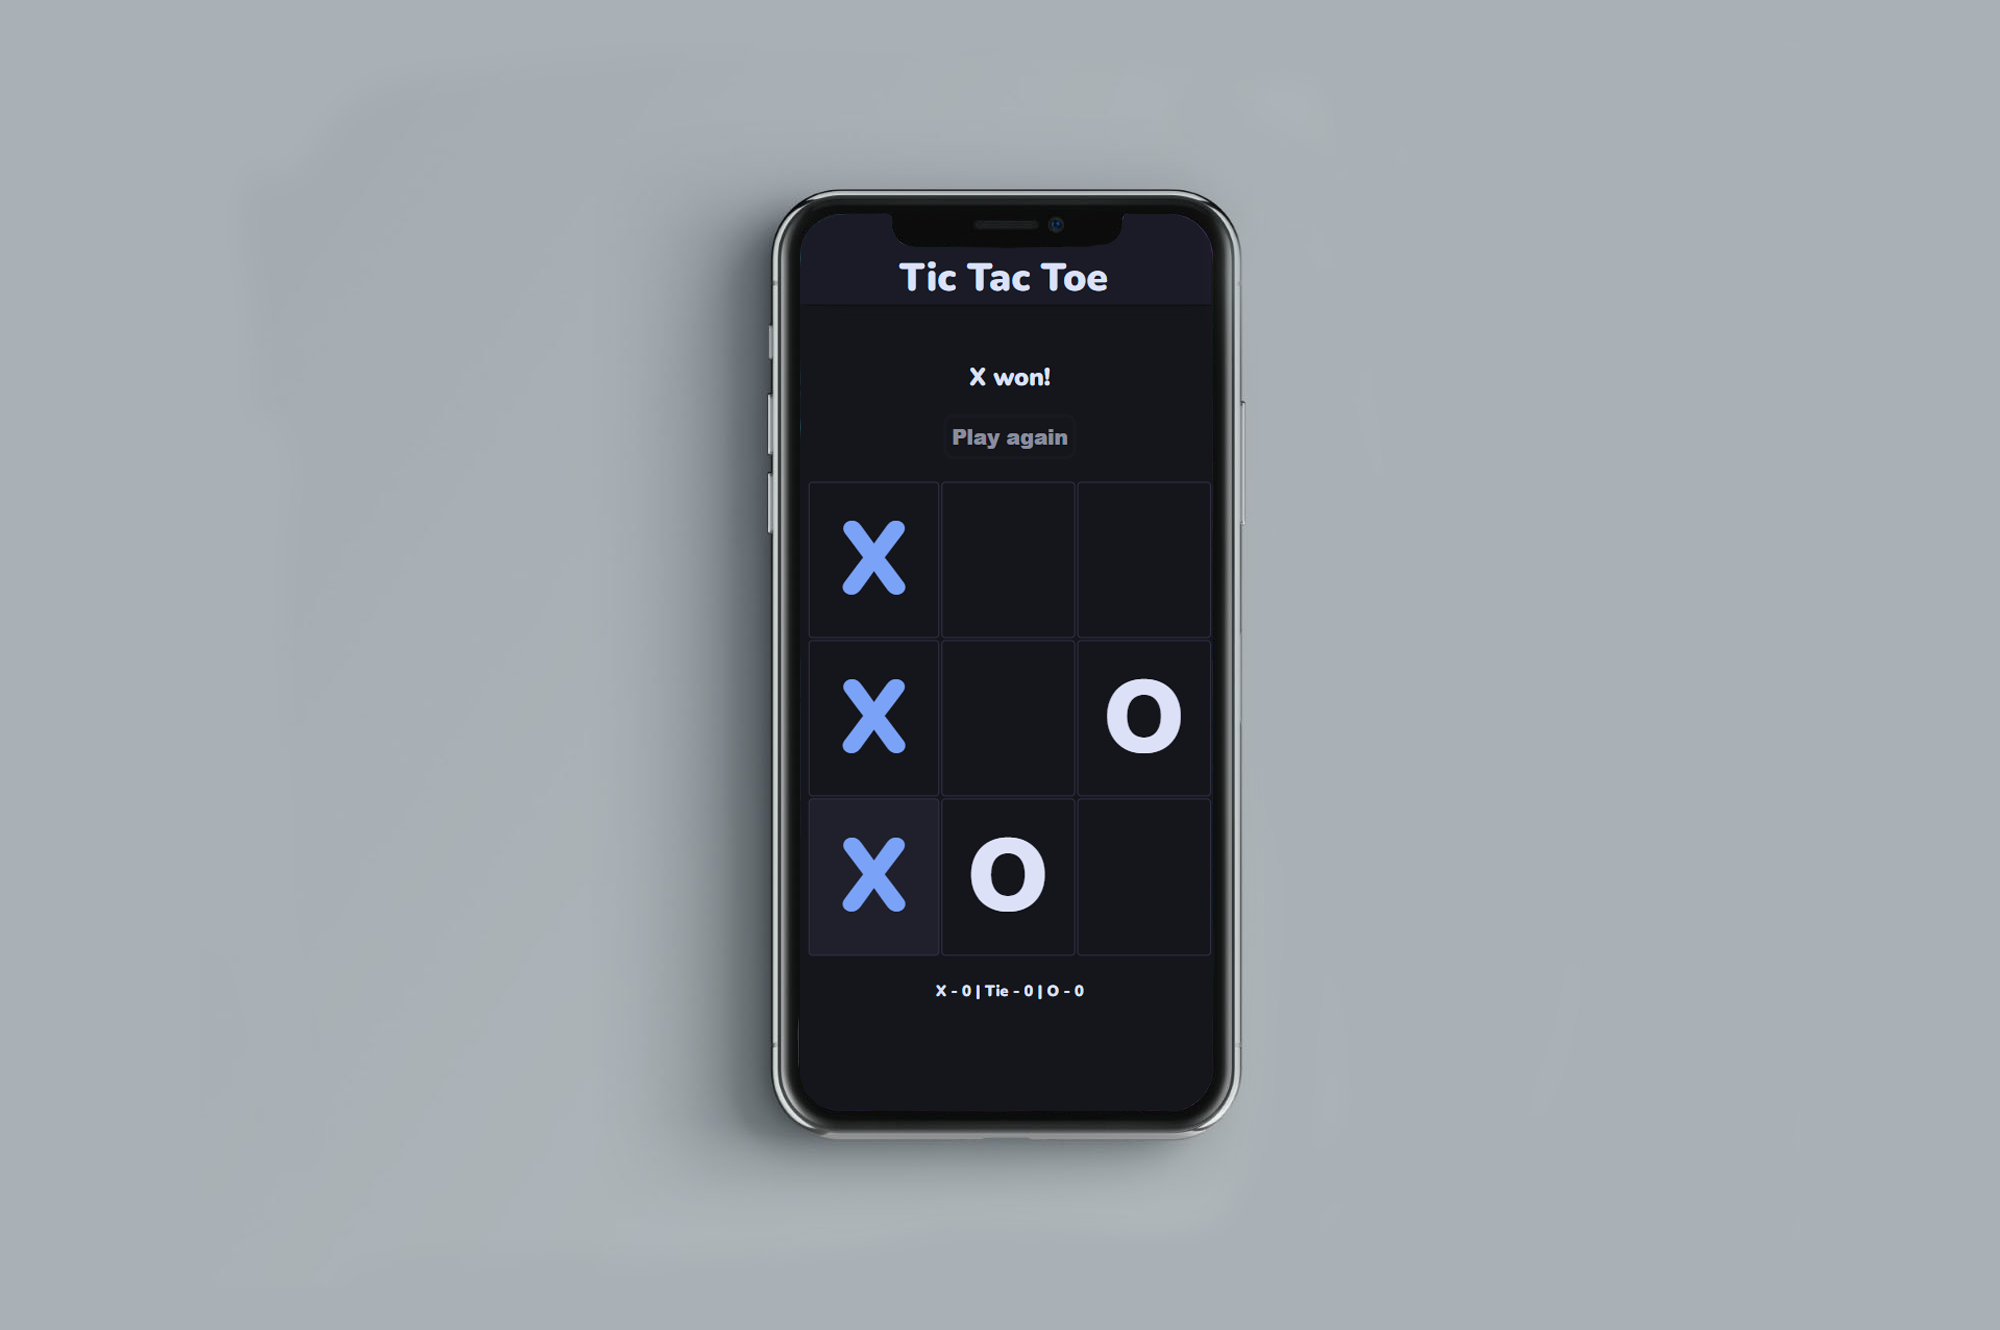 Tic Tac Toe
X won!
Play again
X
X O
X O
X - 0 | Tie - 0 | O - 0